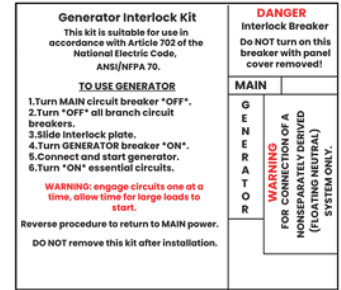 Generator Interlock Kit
This kit is suitable for use in
accordance with Article 702 of the
National Electric Code,
ANSI/NFPA 70.
TO USE GENERATOR
1.Turn MAIN circuit breaker *OFF*.
2.Turn *OFF* all branch circuit
breakers.
3.Slide Interlock plate.
4.Turn GENERATOR breaker *ON*.
5.Connect and start generator.
6.Turn *ON* essential circuits.
WARNING: engage circuits one at a
time, allow time for large loads to
start.
Reverse procedure to return to MAIN power.
DO NOT remove this kit after installation.
DANGER
Interlock Breaker
Do NOT turn on this
breaker with panel
cover removed!
MAIN
GENERATOR
WARNING
FOR CONNECTION OF A
NONSEPARATELY DERIVED
(FLOATING NEUTRAL)
SYSTEM ONLY.